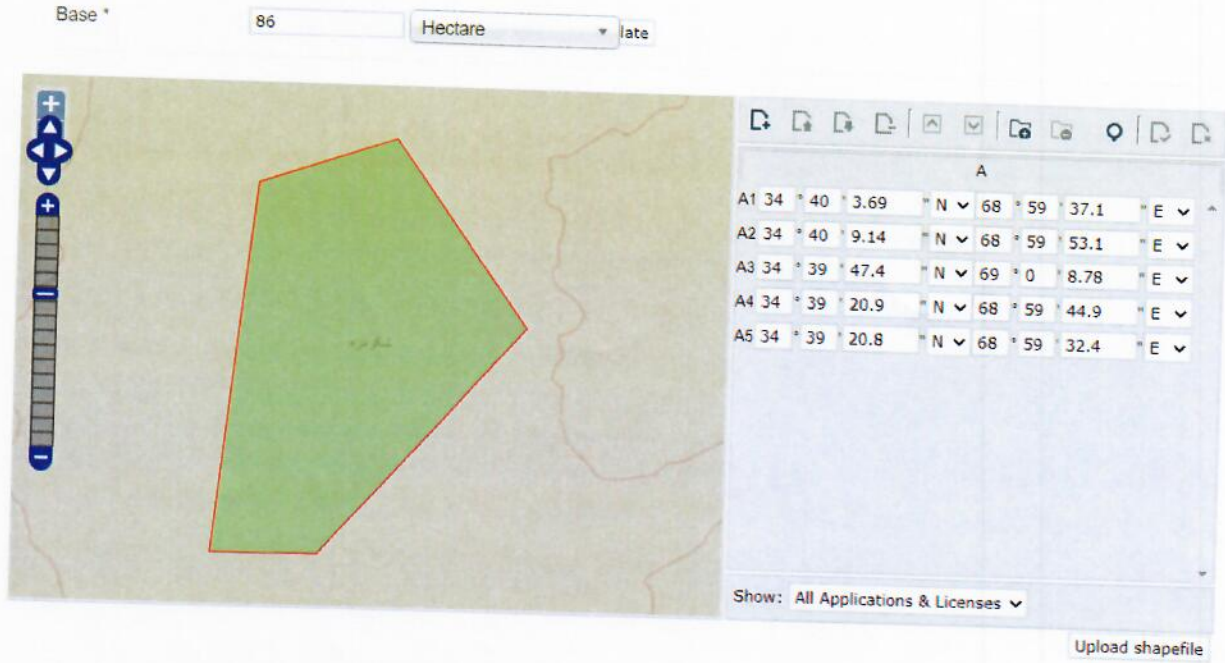 Base * 86 Hectare late
A
A1 34 ° 40 ' 3.69 " N 68 ° 59 ' 37.1 " E
A2 34 ° 40 ' 9.14 " N 68 ° 59 ' 53.1 " E
A3 34 ° 39 ' 47.4 " N 69 ° 0 ' 8.78 " E
A4 34 ° 39 ' 20.9 " N 68 ° 59 ' 44.9 " E
A5 34 ° 39 ' 20.8 " N 68 ° 59 ' 32.4 " E
Show: All Applications & Licenses
Upload shapefile